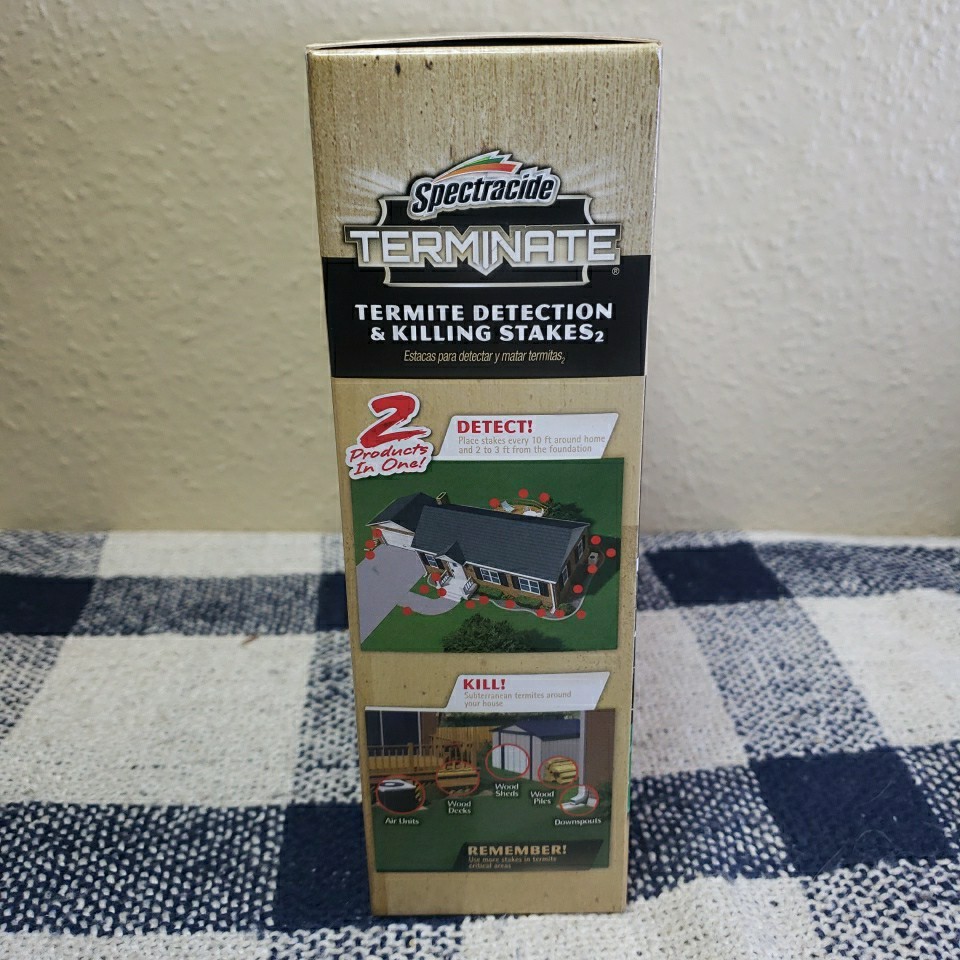 Spectracide
TERMINATE
®
TERMITE DETECTION
& KILLING STAKES2
Estacas para detectar y matar termitas2
2
Products
In One!
DETECT!
Place stakes every 10 ft around home
and 2 to 3 ft from the foundation
KILL!
Subterranean termites around
your house
Air Units
Wood
Decks
Wood
Sheds
Wood
Piles
Downspouts
REMEMBER!
Use more stakes in termite
critical areas